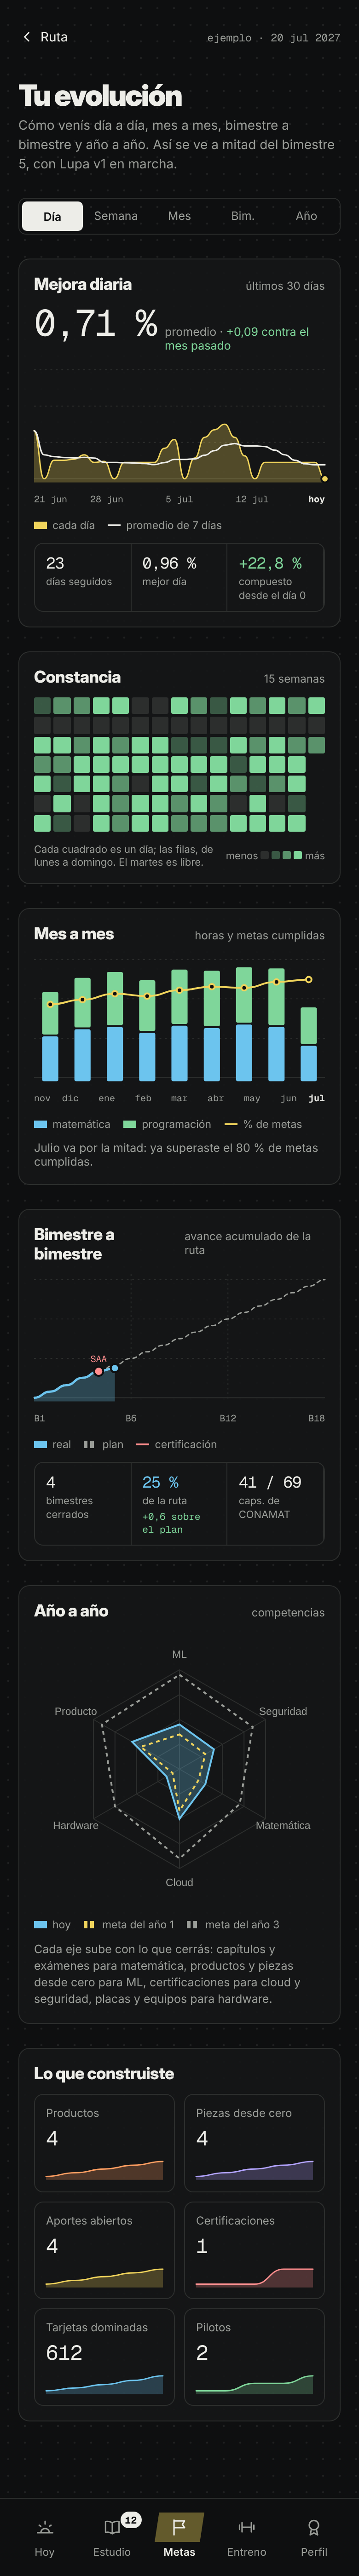 Ruta
ejemplo · 20 jul 2027
Tu evolución
Cómo venís día a día, mes a mes, bimestre a
bimestre y año a año. Así se ve a mitad del bimestre
5, con Lupa v1 en marcha.
Día Semana Mes Bim. Año
Mejora diaria
últimos 30 días
0,71 %
promedio · +0,09 contra el
mes pasado
21 jun 28 jun 5 jul 12 jul hoy
cada día promedio de 7 días
23
días seguidos
0,96 %
mejor día
+22,8 %
compuesto
desde el día 0
Constancia
15 semanas
Cada cuadrado es un día; las filas, de
lunes a domingo. El martes es libre.
menos más
Mes a mes
horas y metas cumplidas
nov dic ene feb mar abr may jun jul
matemática programación % de metas
Julio va por la mitad: ya superaste el 80 % de metas
cumplidas.
Bimestre a
bimestre
avance acumulado de la
ruta
SAA
B1 B6 B12 B18
real plan certificación
4
bimestres
cerrados
25 %
de la ruta
+0,6 sobre
el plan
41 / 69
caps. de
CONAMAT
Año a año
competencias
ML
Producto
Seguridad
Hardware
Matemática
Cloud
hoy meta del año 1 meta del año 3
Cada eje sube con lo que cerrás: capítulos y
exámenes para matemática, productos y piezas
desde cero para ML, certificaciones para cloud y
seguridad, placas y equipos para hardware.
Lo que construiste
Productos
4
Piezas desde cero
4
Aportes abiertos
4
Certificaciones
1
Tarjetas dominadas
612
Pilotos
2
12
Hoy Estudio Metas Entreno Perfil